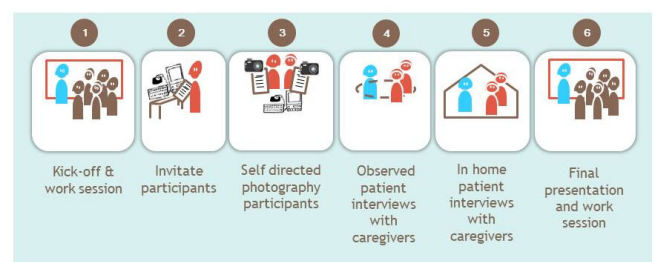 1
2
3
4
5
6
Kick-off &
work session
Invitate
participants
Self directed
photography
participants
Observed
patient
interviews
with
caregivers
In home
patient
interviews
with
caregivers
Final
presentation
and work
session